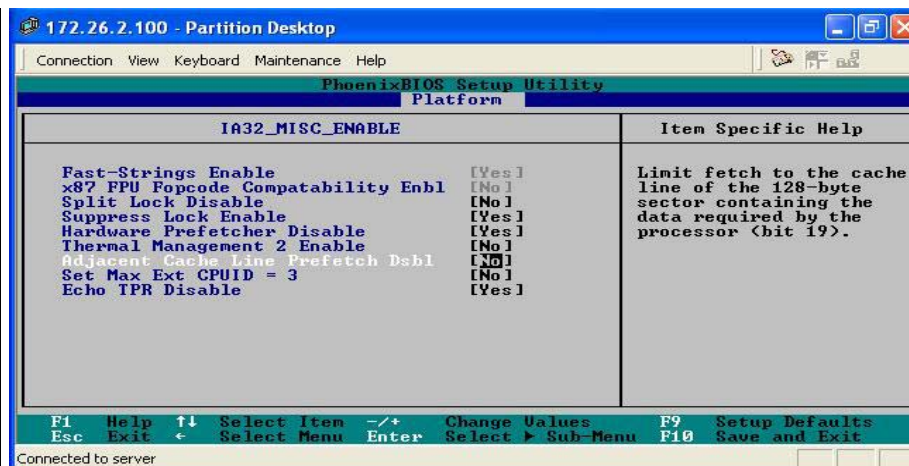 172.26.2.100 - Partition Desktop
Connection View Keyboard Maintenance Help
PhoenixBIOS Setup Utility
Platform
IA32_MISC_ENABLE
Item Specific Help
Fast-Strings Enable [Yes]
x87 FPU Fopcode Compatability Enbl [No]
Split Lock Disable [No]
Suppress Lock Enable [Yes]
Hardware Prefetcher Disable [Yes]
Thermal Management 2 Enable [No]
Adjacent Cache Line Prefetch Dsbl [No]
Set Max Ext CPUID = 3 [No]
Echo TPR Disable [Yes]
Limit fetch to the cache
line of the 128-byte
sector containing the
data required by the
processor (bit 19).
F1 Help ↑↓ Select Item -/+ Change Values F9 Setup Defaults
Esc Exit ← Select Menu Enter Select ▶ Sub-Menu F10 Save and Exit
Connected to server